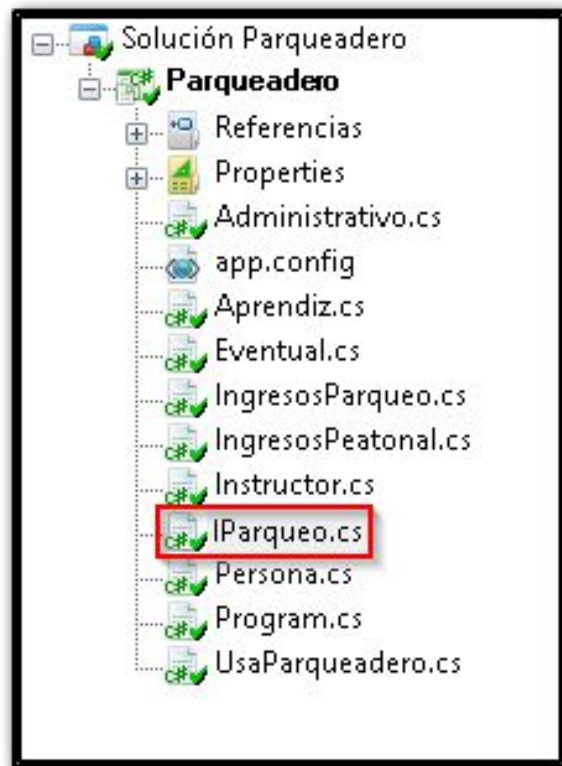 Solución Parqueadero
Parqueadero
Referencias
Properties
Administrativo.cs
app.config
Aprendiz.cs
Eventual.cs
IngresosParqueo.cs
IngresosPeatonal.cs
Instructor.cs
IParqueo.cs
Persona.cs
Program.cs
UsaParqueadero.cs